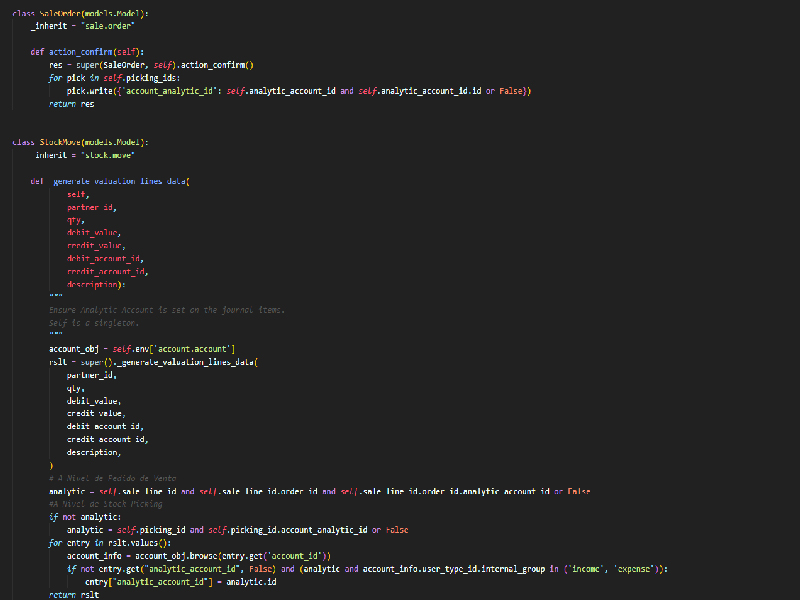 class SaleOrder(models.Model):
    _inherit = "sale.order"

    def action_confirm(self):
        res = super(SaleOrder, self).action_confirm()
        for pick in self.picking_ids:
            pick.write({'account_analytic_id': self.analytic_account_id and self.analytic_account_id.id or False})
        return res


class StockMove(models.Model):
    _inherit = "stock.move"

    def _generate_valuation_lines_data(
            self,
            partner_id,
            qty,
            debit_value,
            credit_value,
            debit_account_id,
            credit_account_id,
            description):
        """
        Ensure Analytic Account is set on the journal items.
        Self is a singleton.
        """
        account_obj = self.env['account.account']
        rslt = super()._generate_valuation_lines_data(
            partner_id,
            qty,
            debit_value,
            credit_value,
            debit_account_id,
            credit_account_id,
            description,
        )
        # A Nivel de Pedido de Venta
        analytic = self.sale_line_id and self.sale_line_id.order_id and self.sale_line_id.order_id.analytic_account_id or False
        #A Nivel de Stock Picking
        if not analytic:
            analytic = self.picking_id and self.picking_id.account_analytic_id or False
        for entry in rslt.values():
            account_info = account_obj.browse(entry.get('account_id'))
            if not entry.get("analytic_account_id", False) and (analytic and account_info.user_type_id.internal_group in ('income', 'expense')):
                entry["analytic_account_id"] = analytic.id
        return rslt